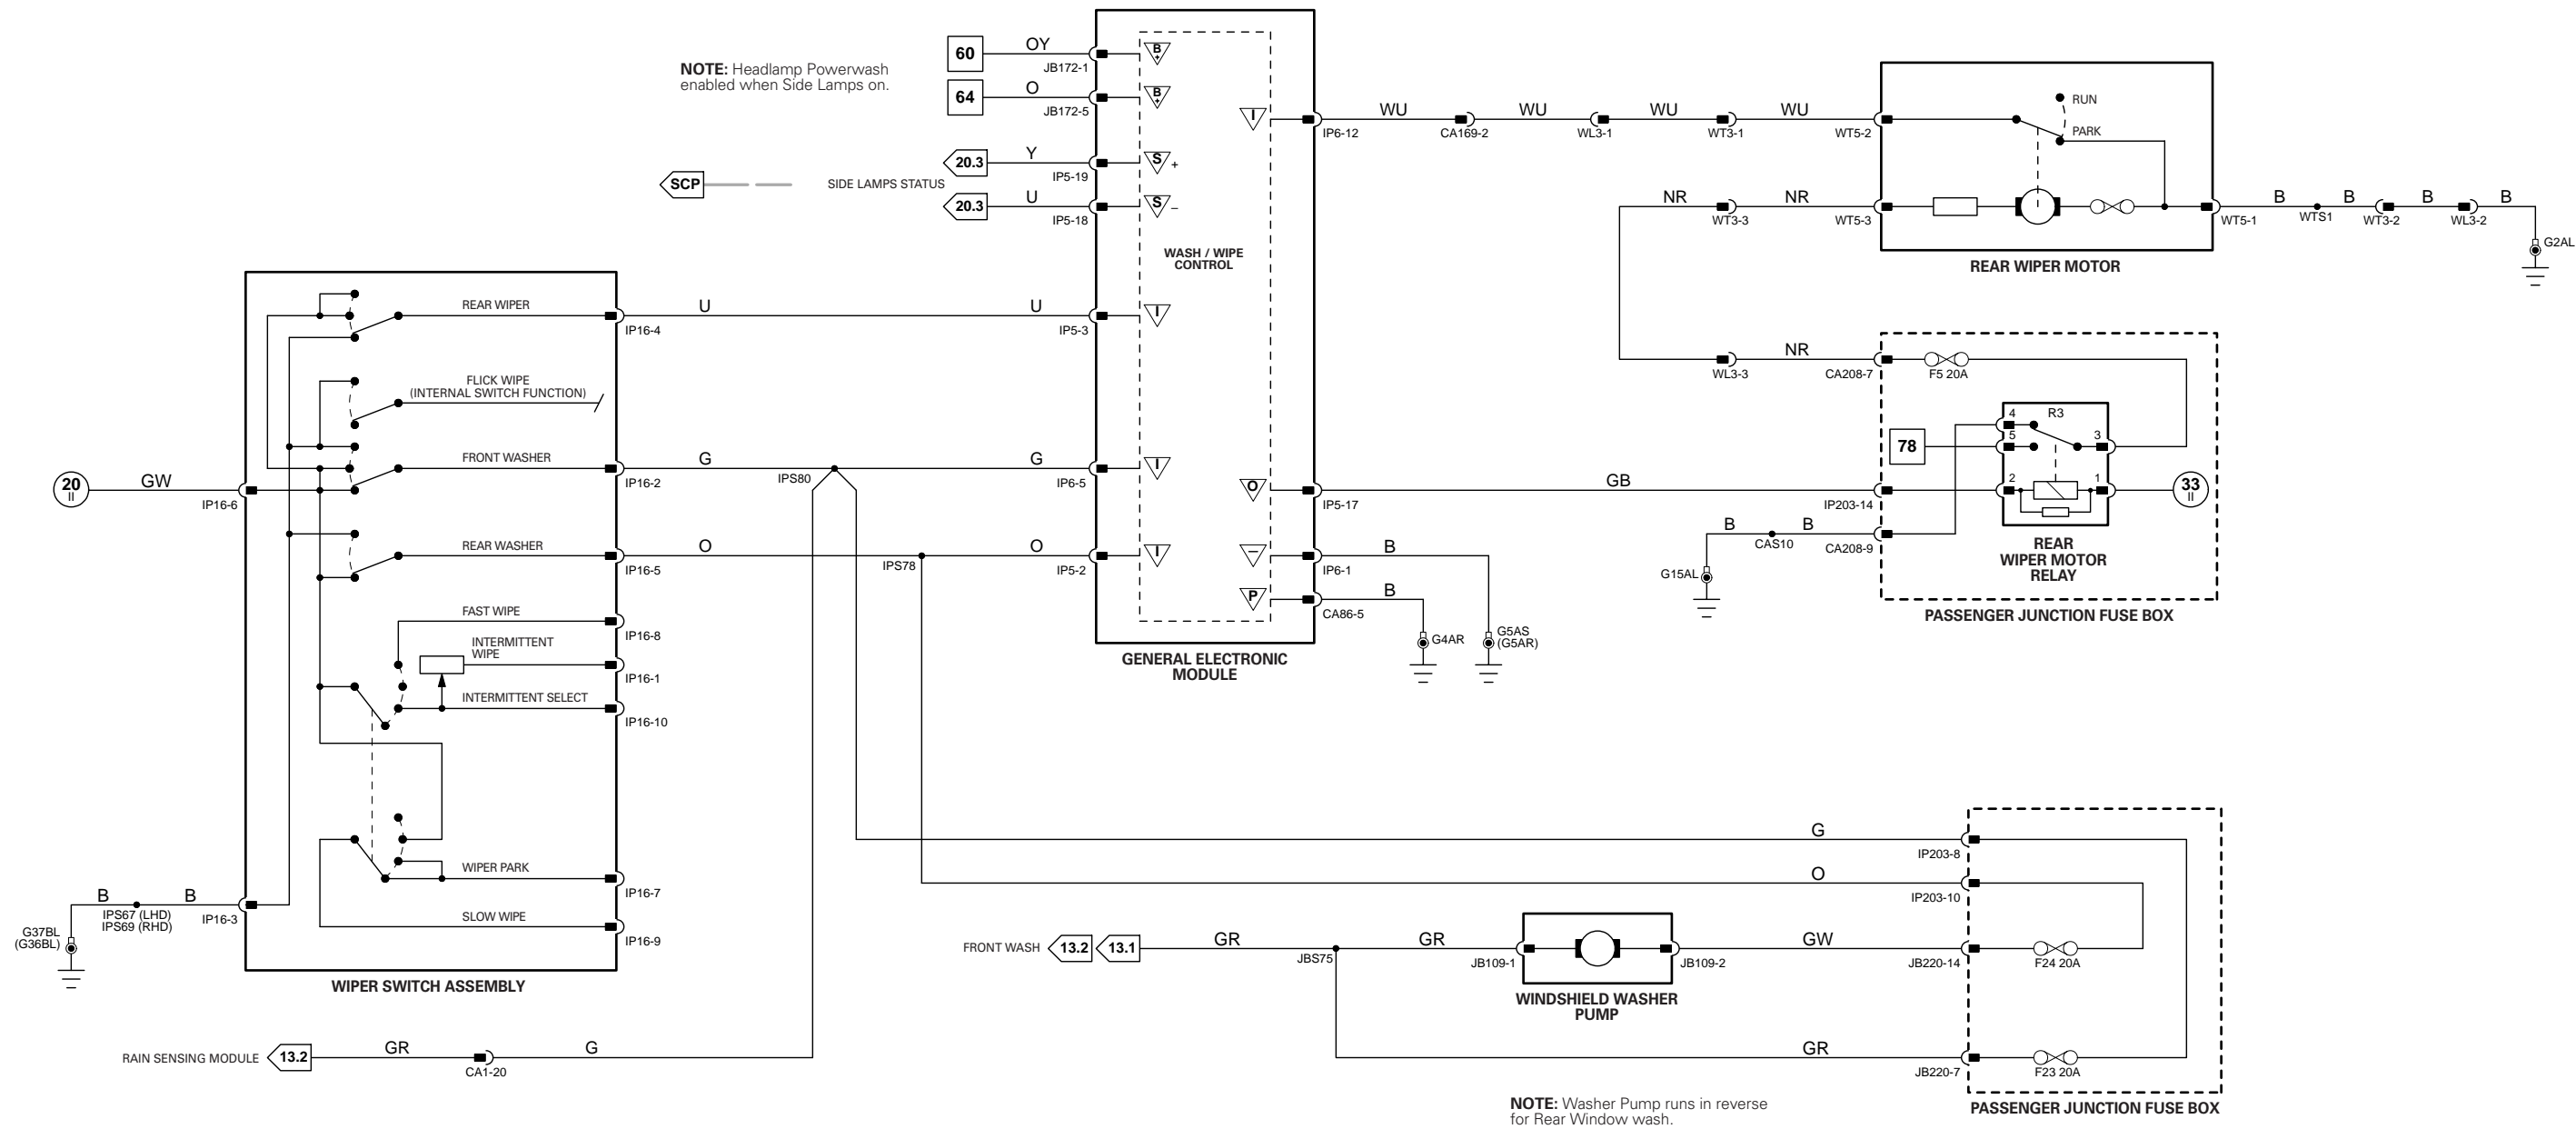 NOTE: Headlamp Powerwash
enabled when Side Lamps on.
60
OY
JB172-1
B
+
64
O
JB172-5
B
+
20.3
Y
IP5-19
S
+
SCP
SIDE LAMPS STATUS
20.3
U
IP5-18
S
–
WASH / WIPE
CONTROL
I
IP6-12
WU
CA169-2
WU
WL3-1
WU
WT3-1
WU
WT5-2
RUN
PARK
NR
WT3-3
NR
WT5-3
WT5-1
B
WTS1
B
WT3-2
B
WL3-2
B
G2AL
REAR WIPER MOTOR
REAR WIPER
IP16-4
U
U
IP5-3
I
FLICK WIPE
(INTERNAL SWITCH FUNCTION)
FRONT WASHER
IP16-2
G
IPS80
G
IP6-5
I
20
II
GW
IP16-6
REAR WASHER
IP16-5
O
IPS78
O
IP5-2
I
FAST WIPE
IP16-8
INTERMITTENT
WIPE
IP16-1
INTERMITTENT SELECT
IP16-10
WIPER PARK
IP16-7
SLOW WIPE
IP16-9
B
IPS67 (LHD)
IPS69 (RHD)
B
IP16-3
G37BL
(G36BL)
WIPER SWITCH ASSEMBLY
O
IP5-17
GB
IP203-14
–
IP6-1
B
P
CA86-5
B
G4AR
G5AS
(G5AR)
GENERAL ELECTRONIC
MODULE
WL3-3
NR
CA208-7
F5 20A
4
R3
5
3
78
2
1
33
II
B
CAS10
B
CA208-9
G15AL
REAR
WIPER MOTOR
RELAY
PASSENGER JUNCTION FUSE BOX
G
IP203-8
O
IP203-10
FRONT WASH
13.2
13.1
GR
JBS75
GR
JB109-1
JB109-2
GW
JB220-14
F24 20A
WINDSHIELD WASHER
PUMP
RAIN SENSING MODULE
13.2
GR
CA1-20
G
GR
JB220-7
F23 20A
NOTE: Washer Pump runs in reverse
for Rear Window wash.
PASSENGER JUNCTION FUSE BOX